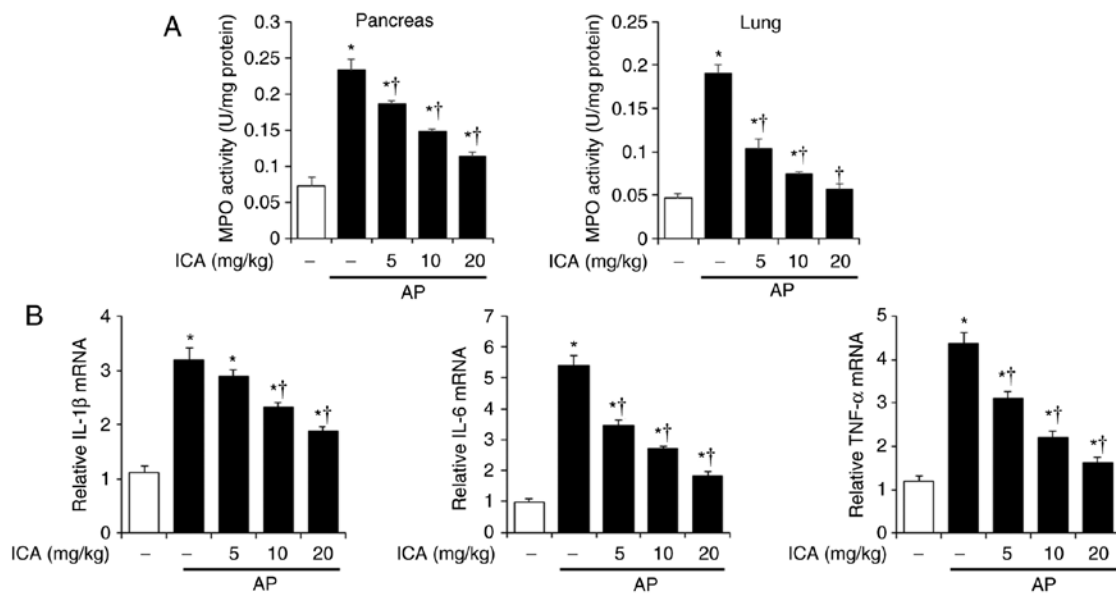 A
Pancreas
MPO activity (U/mg protein)
0.3
0.25
0.2
0.15
0.1
0.05
0
* *† *† *†
ICA (mg/kg) – – 5 10 20
AP
Lung
MPO activity (U/mg protein)
0.25
0.2
0.15
0.1
0.05
0
* *† *† †
ICA (mg/kg) – – 5 10 20
AP
B
Relative IL-1β mRNA
4
3
2
1
0
* * *† *†
ICA (mg/kg) – – 5 10 20
AP
Relative IL-6 mRNA
7
6
5
4
3
2
1
0
* *† *† *†
ICA (mg/kg) – – 5 10 20
AP
Relative TNF-α mRNA
5
4
3
2
1
0
* *† *† *†
ICA (mg/kg) – – 5 10 20
AP